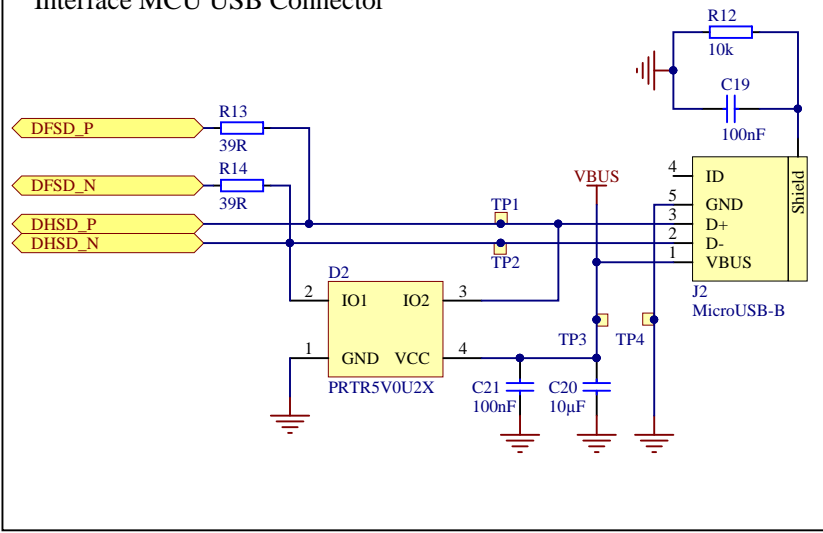 Interface MCU USB Connector
R12
10k
C19
100nF
R13
DFSD_P
39R
R14
DFSD_N
39R
DHSD_P
DHSD_N
TP1
TP2
VBUS
4 ID
5 GND
3 D+
2 D-
1 VBUS
Shield
J2
MicroUSB-B
D2
2 IO1 IO2 3
1 GND VCC 4
PRTR5V0U2X
TP3 TP4
C21
100nF
C20
10µF